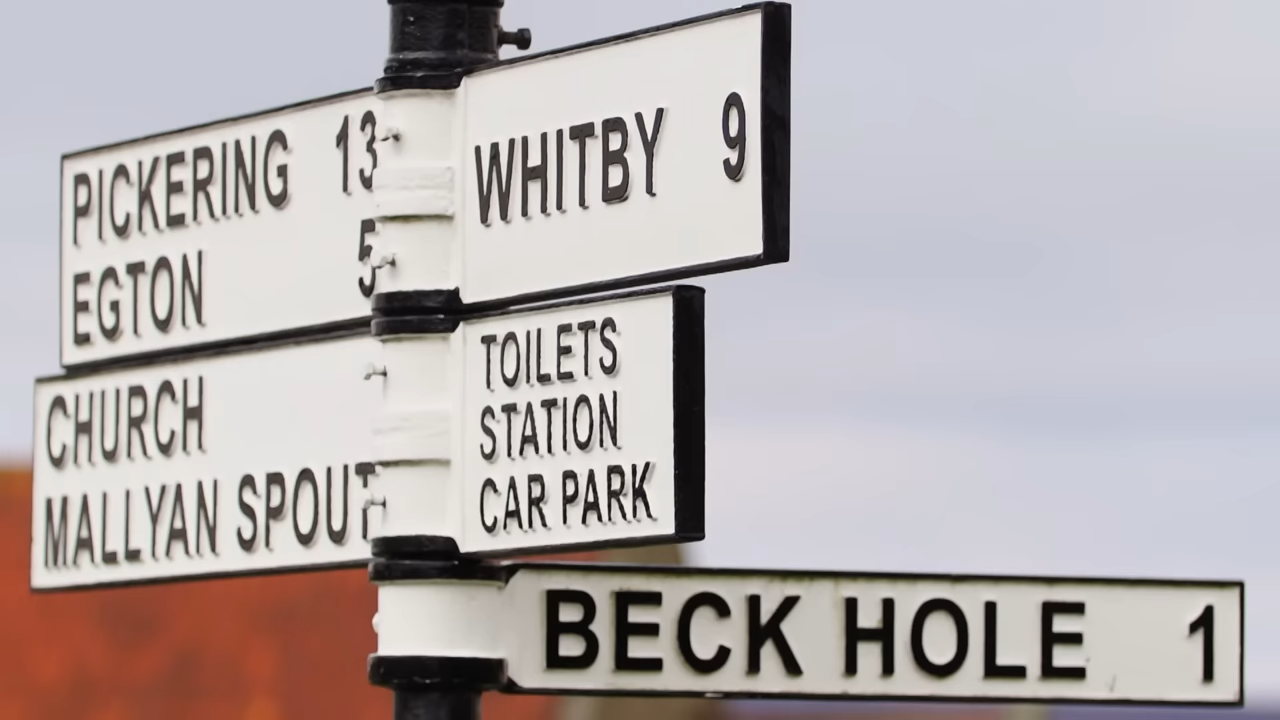 PICKERING 13
EGTON 5
CHURCH
MALLYAN SPOUT
WHITBY 9
TOILETS
STATION
CAR PARK
BECK HOLE 1